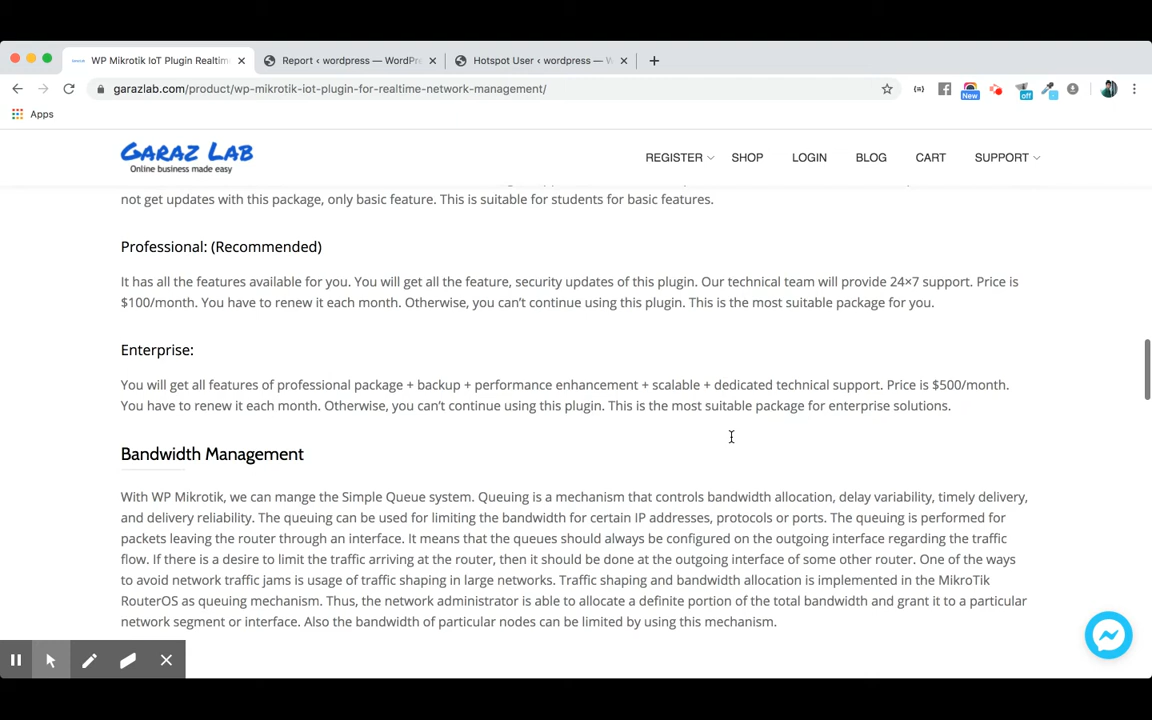 WP Mikrotik IoT Plugin Realtim
Report ‹ wordpress — WordPr
Hotspot User ‹ wordpress — W
garazlab.com/product/wp-mikrotik-iot-plugin-for-realtime-network-management/
New
off
Apps
GARAZ LAB
Online business made easy
REGISTER
SHOP
LOGIN
BLOG
CART
SUPPORT
not get updates with this package, only basic feature. This is suitable for students for basic features.
Professional: (Recommended)
It has all the features available for you. You will get all the feature, security updates of this plugin. Our technical team will provide 24×7 support. Price is
$100/month. You have to renew it each month. Otherwise, you can’t continue using this plugin. This is the most suitable package for you.
Enterprise:
You will get all features of professional package + backup + performance enhancement + scalable + dedicated technical support. Price is $500/month.
You have to renew it each month. Otherwise, you can’t continue using this plugin. This is the most suitable package for enterprise solutions.
Bandwidth Management
With WP Mikrotik, we can mange the Simple Queue system. Queuing is a mechanism that controls bandwidth allocation, delay variability, timely delivery,
and delivery reliability. The queuing can be used for limiting the bandwidth for certain IP addresses, protocols or ports. The queuing is performed for
packets leaving the router through an interface. It means that the queues should always be configured on the outgoing interface regarding the traffic
flow. If there is a desire to limit the traffic arriving at the router, then it should be done at the outgoing interface of some other router. One of the ways
to avoid network traffic jams is usage of traffic shaping in large networks. Traffic shaping and bandwidth allocation is implemented in the MikroTik
RouterOS as queuing mechanism. Thus, the network administrator is able to allocate a definite portion of the total bandwidth and grant it to a particular
network segment or interface. Also the bandwidth of particular nodes can be limited by using this mechanism.